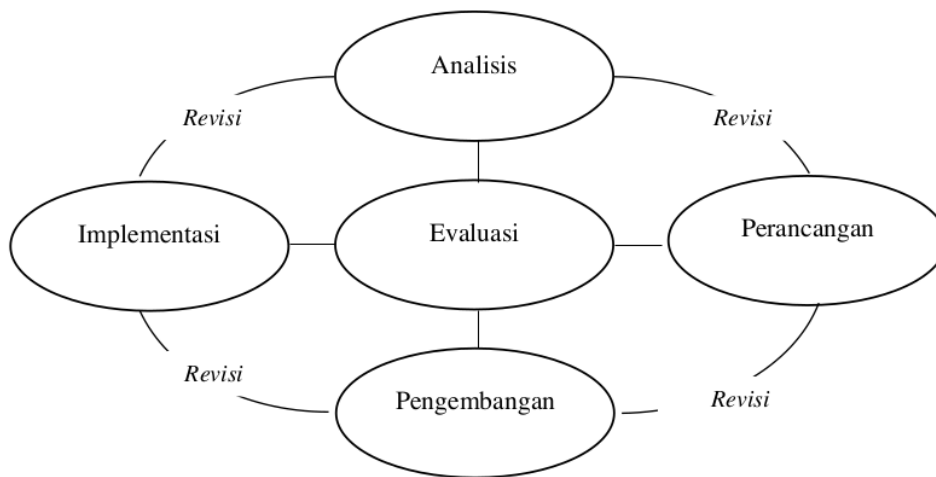 Analisis
Revisi
Revisi
Implementasi
Evaluasi
Perancangan
Revisi
Pengembangan
Revisi